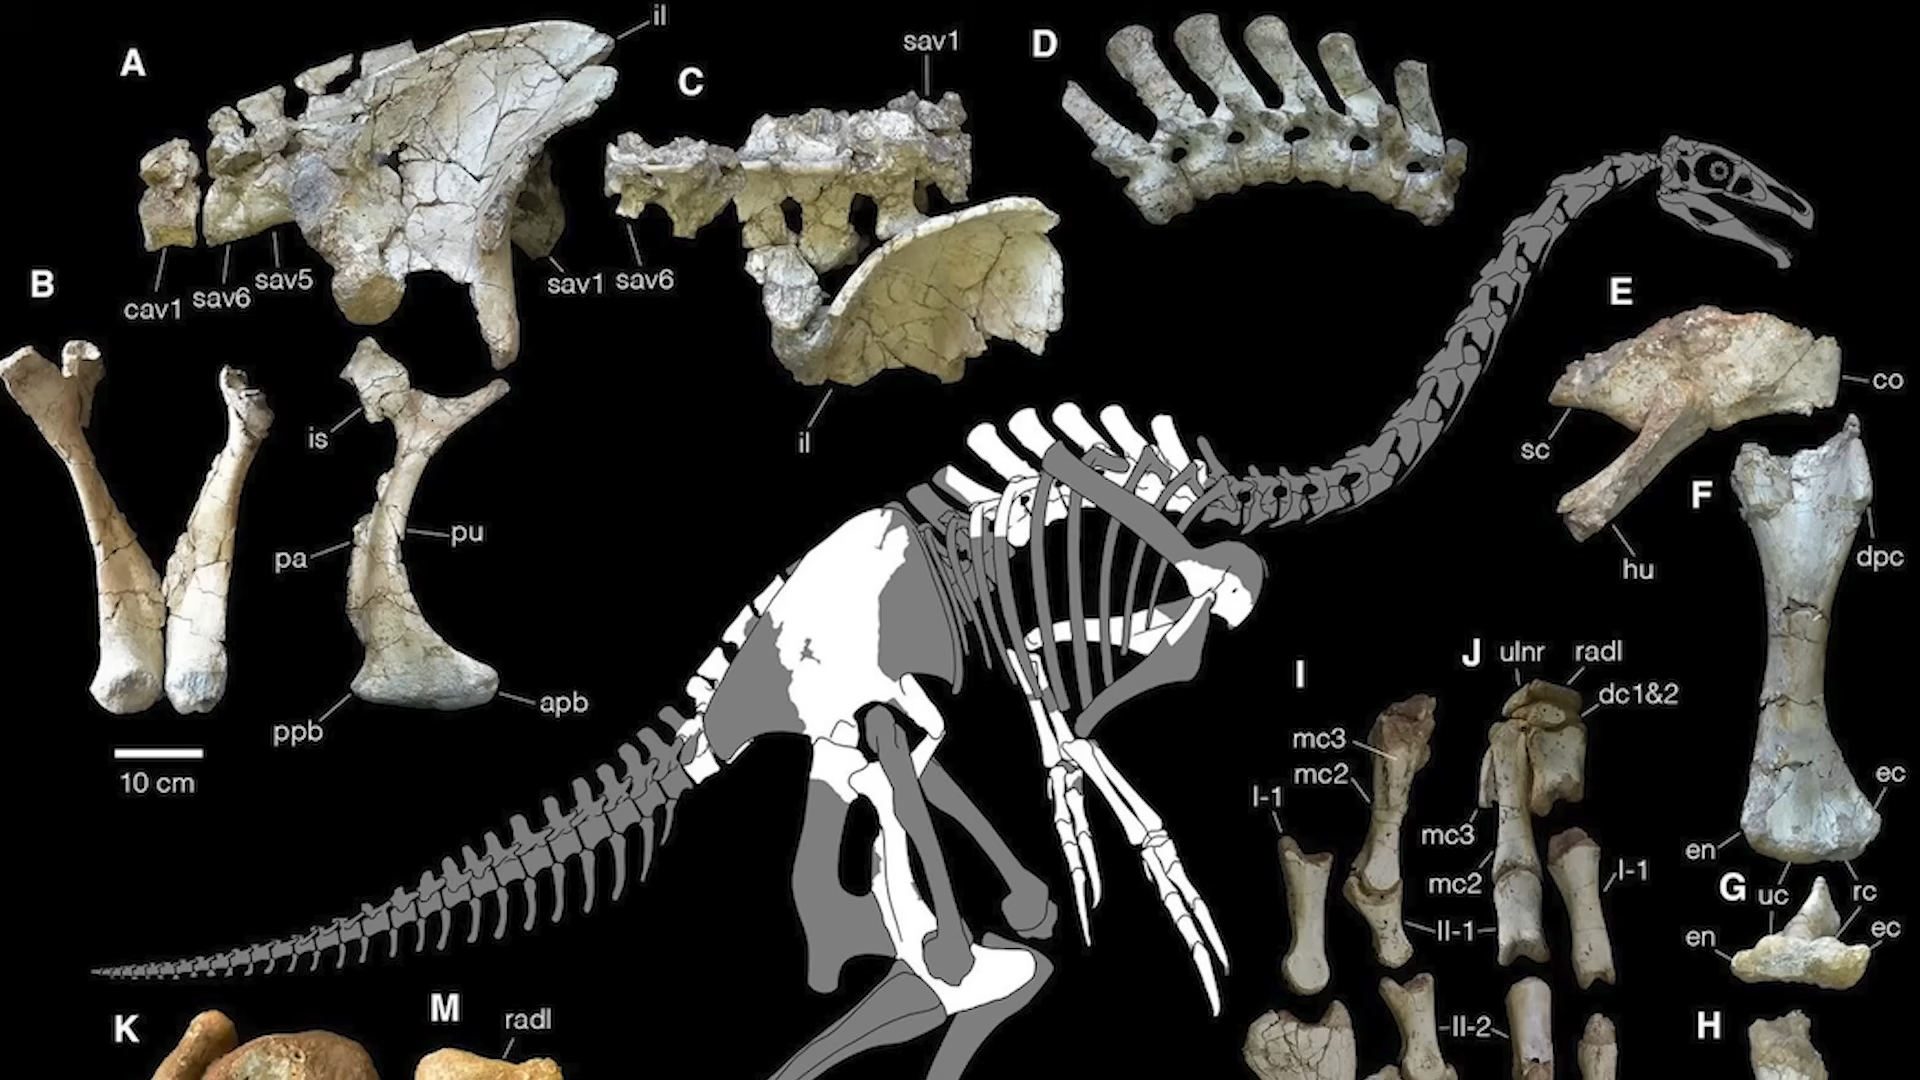 A
il
cav1
sav6
sav5
sav1
B
is
pu
pa
ppb
apb
10 cm
C
sav1
sav6
il
D
E
co
sc
hu
F
dpc
ec
en
uc
rc
G
en
ec
H
I
mc3
mc2
I-1
J
ulnr
radl
dc1&2
mc3
mc2
I-1
II-1
II-2
K
M
radl